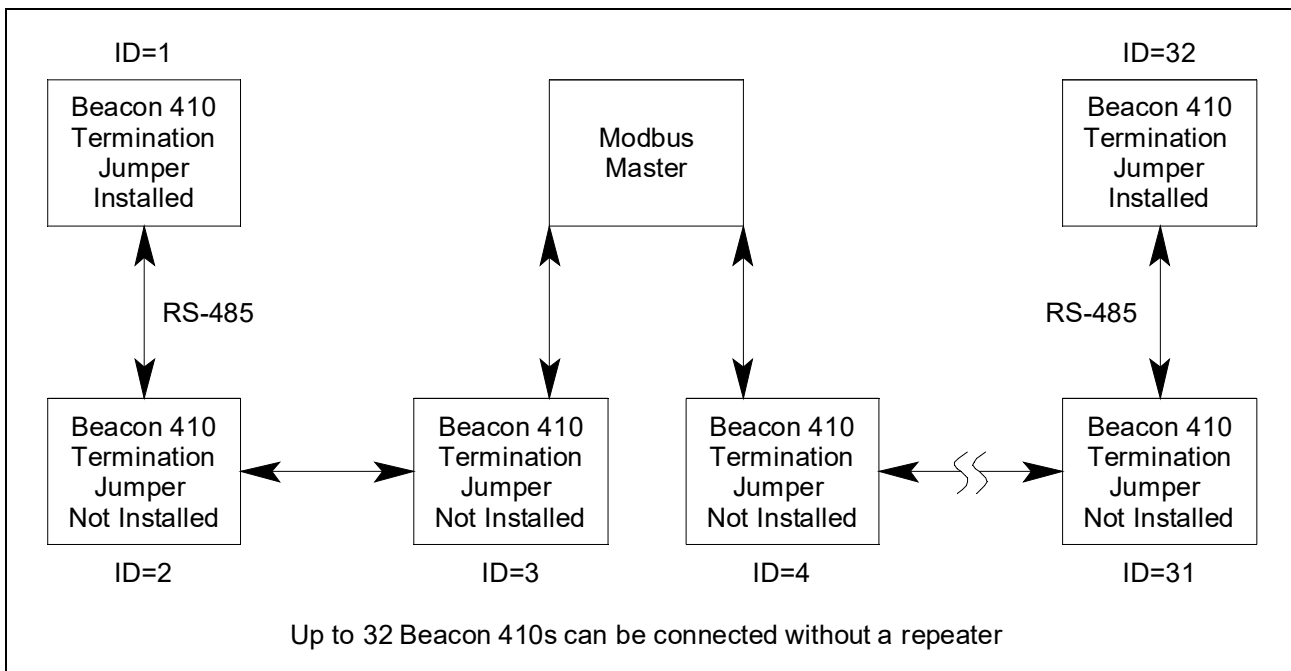 ID=1
Beacon 410
Termination
Jumper
Installed
Modbus
Master
ID=32
Beacon 410
Termination
Jumper
Installed
RS-485
RS-485
Beacon 410
Termination
Jumper
Not Installed
ID=2
Beacon 410
Termination
Jumper
Not Installed
ID=3
Beacon 410
Termination
Jumper
Not Installed
ID=4
Beacon 410
Termination
Jumper
Not Installed
ID=31
Up to 32 Beacon 410s can be connected without a repeater